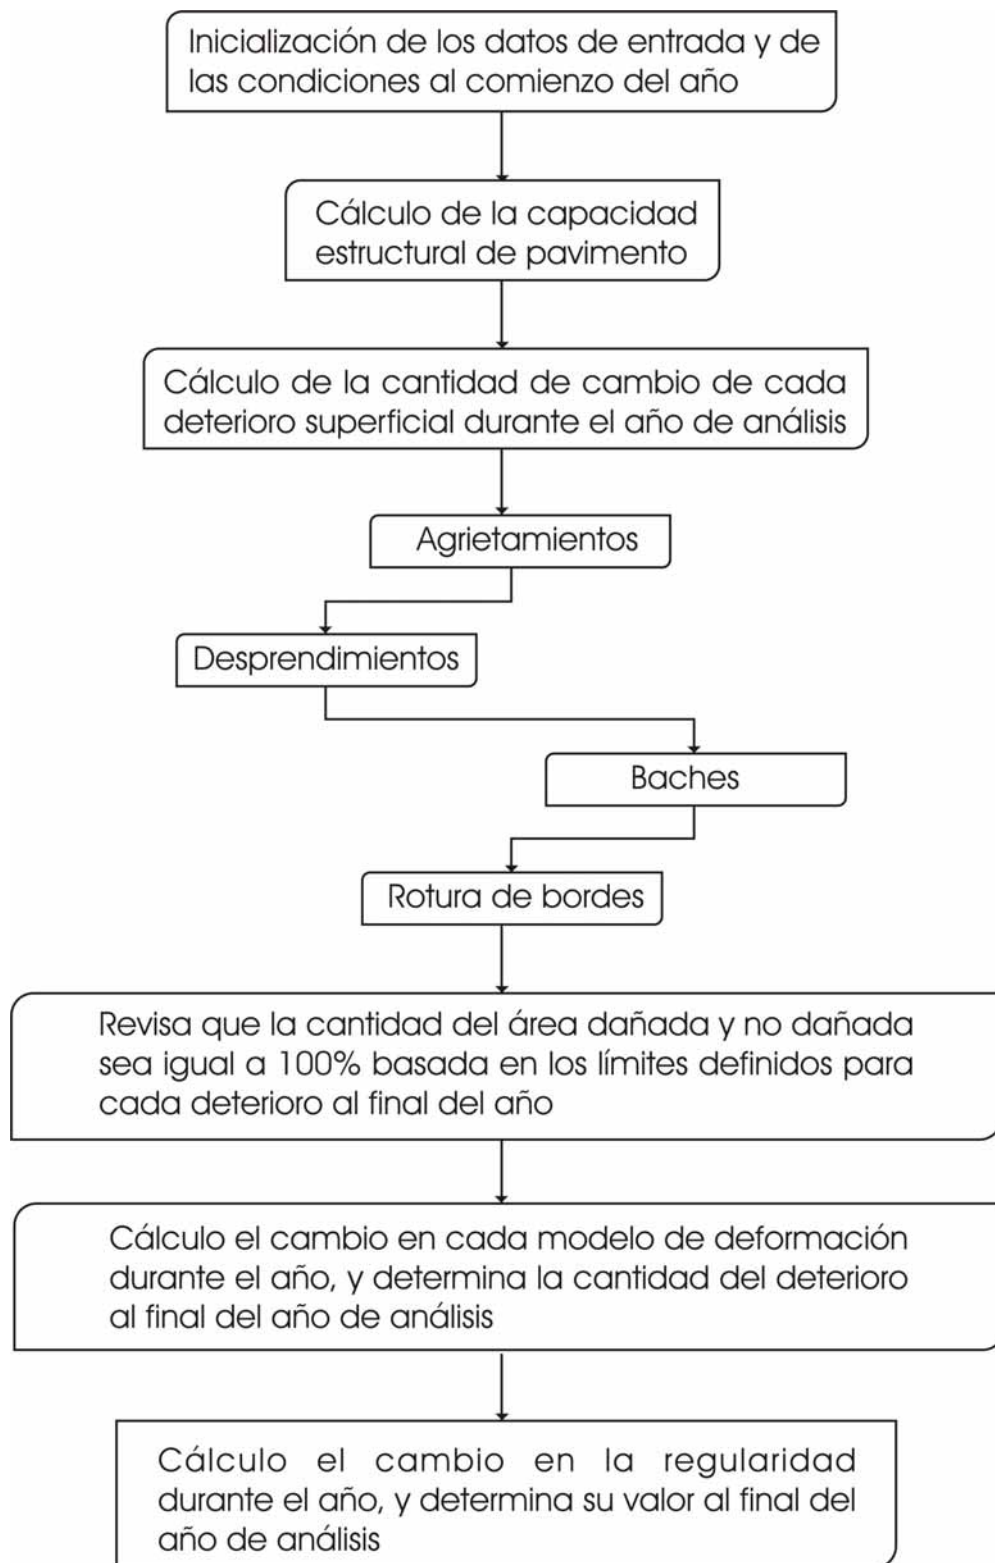 Inicialización de los datos de entrada y de
las condiciones al comienzo del año
Cálculo de la capacidad
estructural de pavimento
Cálculo de la cantidad de cambio de cada
deterioro superficial durante el año de análisis
Agrietamientos
Desprendimientos
Baches
Rotura de bordes
Revisa que la cantidad del área dañada y no dañada
sea igual a 100% basada en los límites definidos para
cada deterioro al final del año
Cálculo el cambio en cada modelo de deformación
durante el año, y determina la cantidad del deterioro
al final del año de análisis
Cálculo el cambio en la regularidad
durante el año, y determina su valor al final del
año de análisis